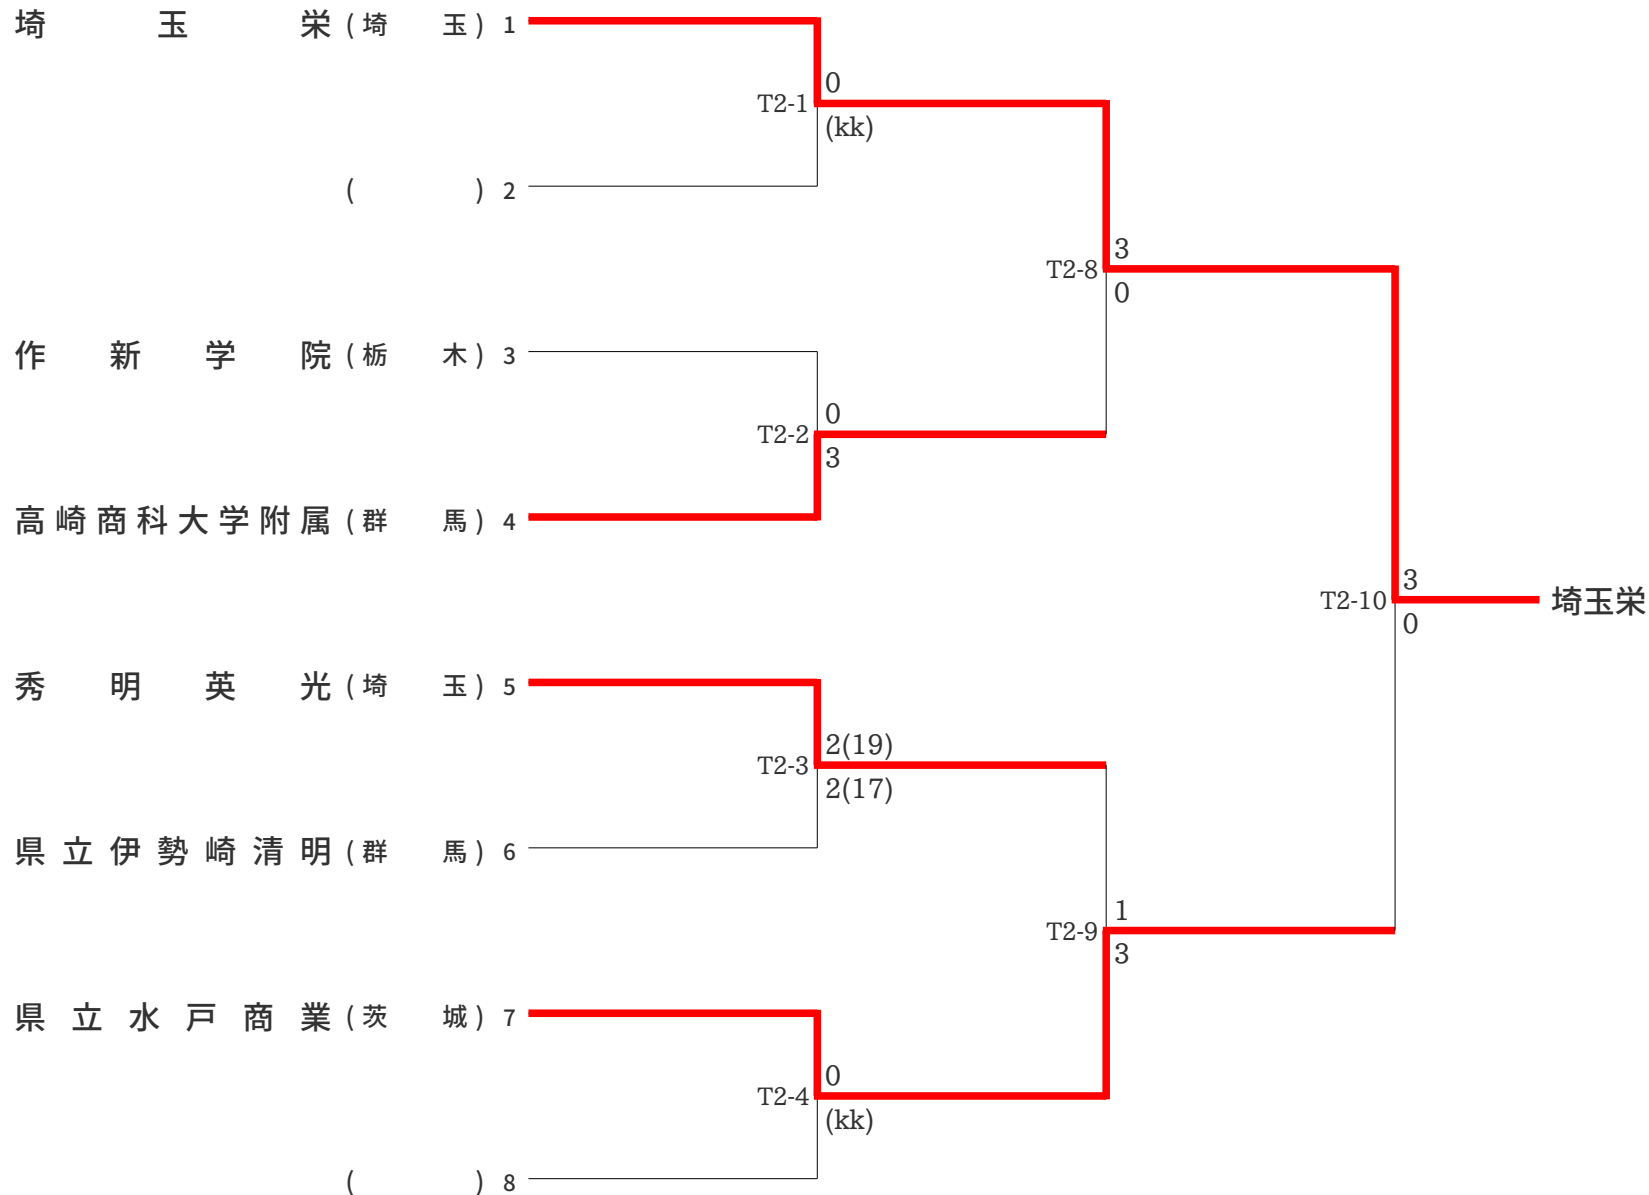 埼玉栄(埼玉) 1
0
T2-1
(kk)
( ) 2
3
T2-8
0
作新学院(栃木) 3
0
T2-2
3
高崎商科大学附属(群馬) 4
3
T2-10
埼玉栄
0
秀明英光(埼玉) 5
2(19)
T2-3
2(17)
県立伊勢崎清明(群馬) 6
1
T2-9
3
県立水戸商業(茨城) 7
0
T2-4
(kk)
( ) 8